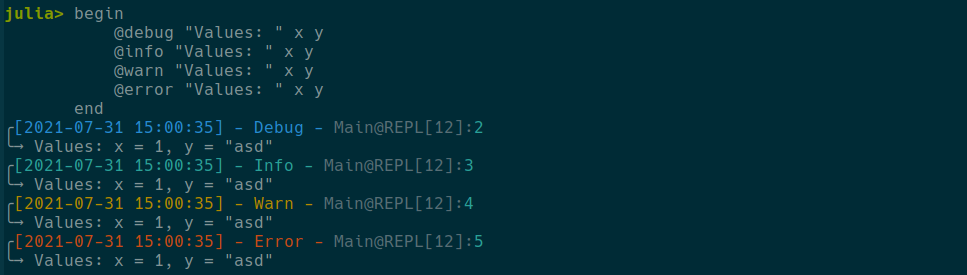 julia> begin
           @debug "Values: " x y
           @info "Values: " x y
           @warn "Values: " x y
           @error "Values: " x y
       end
╭[2021-07-31 15:00:35] - Debug - Main@REPL[12]:2
╰→ Values: x = 1, y = "asd"
╭[2021-07-31 15:00:35] - Info - Main@REPL[12]:3
╰→ Values: x = 1, y = "asd"
╭[2021-07-31 15:00:35] - Warn - Main@REPL[12]:4
╰→ Values: x = 1, y = "asd"
╭[2021-07-31 15:00:35] - Error - Main@REPL[12]:5
╰→ Values: x = 1, y = "asd"